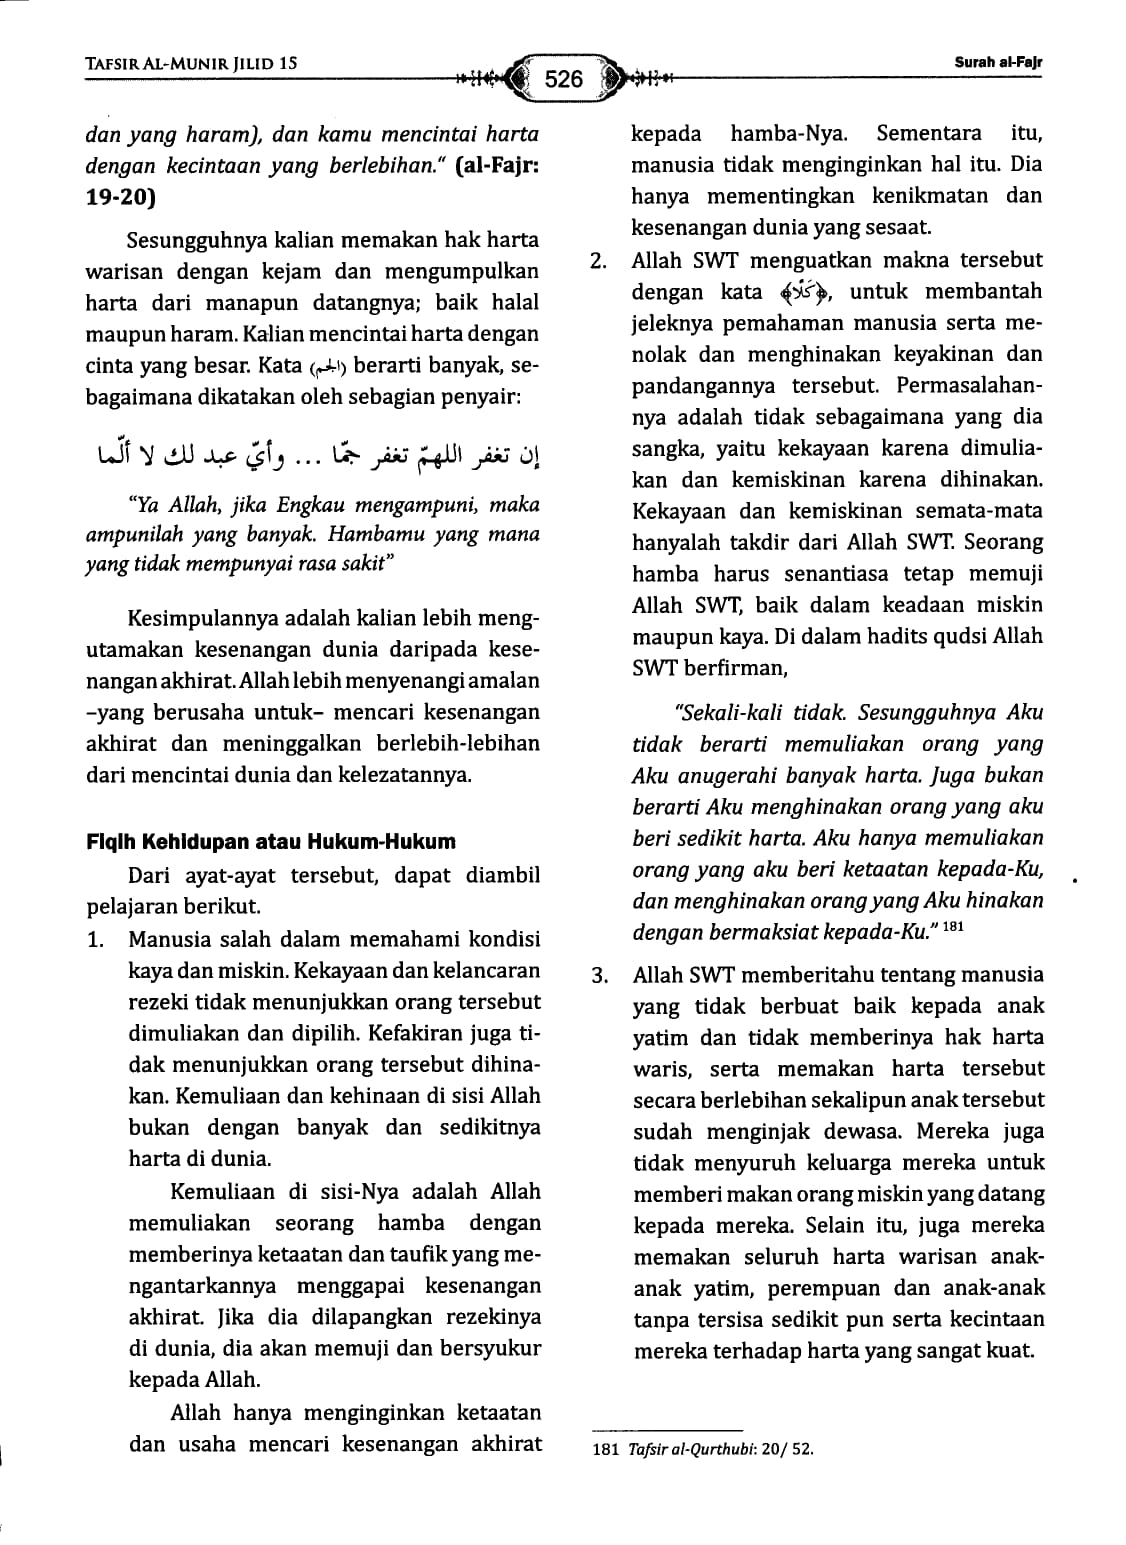 TAFSIR AL-MUNIR JILID 15
526
Surah al-Fajr
dan yang haram), dan kamu mencintai harta
dengan kecintaan yang berlebihan.“ (al-Fajr:
19-20)
Sesungguhnya kalian memakan hak harta
warisan dengan kejam dan mengumpulkan
harta dari manapun datangnya; baik halal
maupun haram. Kalian mencintai harta dengan
cinta yang besar. Kata (الجم) berarti banyak, se-
bagaimana dikatakan oleh sebagian penyair:
إن تغفر اللهمّ تغفر جمّا ... وأيّ عبد لك لا ألّما
“Ya Allah, jika Engkau mengampuni, maka
ampunilah yang banyak. Hambamu yang mana
yang tidak mempunyai rasa sakit”
Kesimpulannya adalah kalian lebih meng-
utamakan kesenangan dunia daripada kese-
nangan akhirat. Allah lebih menyenangi amalan
–yang berusaha untuk– mencari kesenangan
akhirat dan meninggalkan berlebih-lebihan
dari mencintai dunia dan kelezatannya.
Fiqih Kehidupan atau Hukum-Hukum
Dari ayat-ayat tersebut, dapat diambil
pelajaran berikut.
1. Manusia salah dalam memahami kondisi
kaya dan miskin. Kekayaan dan kelancaran
rezeki tidak menunjukkan orang tersebut
dimuliakan dan dipilih. Kefakiran juga ti-
dak menunjukkan orang tersebut dihina-
kan. Kemuliaan dan kehinaan di sisi Allah
bukan dengan banyak dan sedikitnya
harta di dunia.
Kemuliaan di sisi-Nya adalah Allah
memuliakan seorang hamba dengan
memberinya ketaatan dan taufik yang me-
ngantarkannya menggapai kesenangan
akhirat. Jika dia dilapangkan rezekinya
di dunia, dia akan memuji dan bersyukur
kepada Allah.
Allah hanya menginginkan ketaatan
dan usaha mencari kesenangan akhirat
kepada hamba-Nya. Sementara itu,
manusia tidak menginginkan hal itu. Dia
hanya mementingkan kenikmatan dan
kesenangan dunia yang sesaat.
2. Allah SWT menguatkan makna tersebut
dengan kata ﴿كَلَّا﴾, untuk membantah
jeleknya pemahaman manusia serta me-
nolak dan menghinakan keyakinan dan
pandangannya tersebut. Permasalahan-
nya adalah tidak sebagaimana yang dia
sangka, yaitu kekayaan karena dimulia-
kan dan kemiskinan karena dihinakan.
Kekayaan dan kemiskinan semata-mata
hanyalah takdir dari Allah SWT. Seorang
hamba harus senantiasa tetap memuji
Allah SWT, baik dalam keadaan miskin
maupun kaya. Di dalam hadits qudsi Allah
SWT berfirman,
“Sekali-kali tidak. Sesungguhnya Aku
tidak berarti memuliakan orang yang
Aku anugerahi banyak harta. Juga bukan
berarti Aku menghinakan orang yang aku
beri sedikit harta. Aku hanya memuliakan
orang yang aku beri ketaatan kepada-Ku,
dan menghinakan orang yang Aku hinakan
dengan bermaksiat kepada-Ku.” 181
3. Allah SWT memberitahu tentang manusia
yang tidak berbuat baik kepada anak
yatim dan tidak memberinya hak harta
waris, serta memakan harta tersebut
secara berlebihan sekalipun anak tersebut
sudah menginjak dewasa. Mereka juga
tidak menyuruh keluarga mereka untuk
memberi makan orang miskin yang datang
kepada mereka. Selain itu, juga mereka
memakan seluruh harta warisan anak-
anak yatim, perempuan dan anak-anak
tanpa tersisa sedikit pun serta kecintaan
mereka terhadap harta yang sangat kuat.
181 Tafsir al-Qurthubi: 20/ 52.